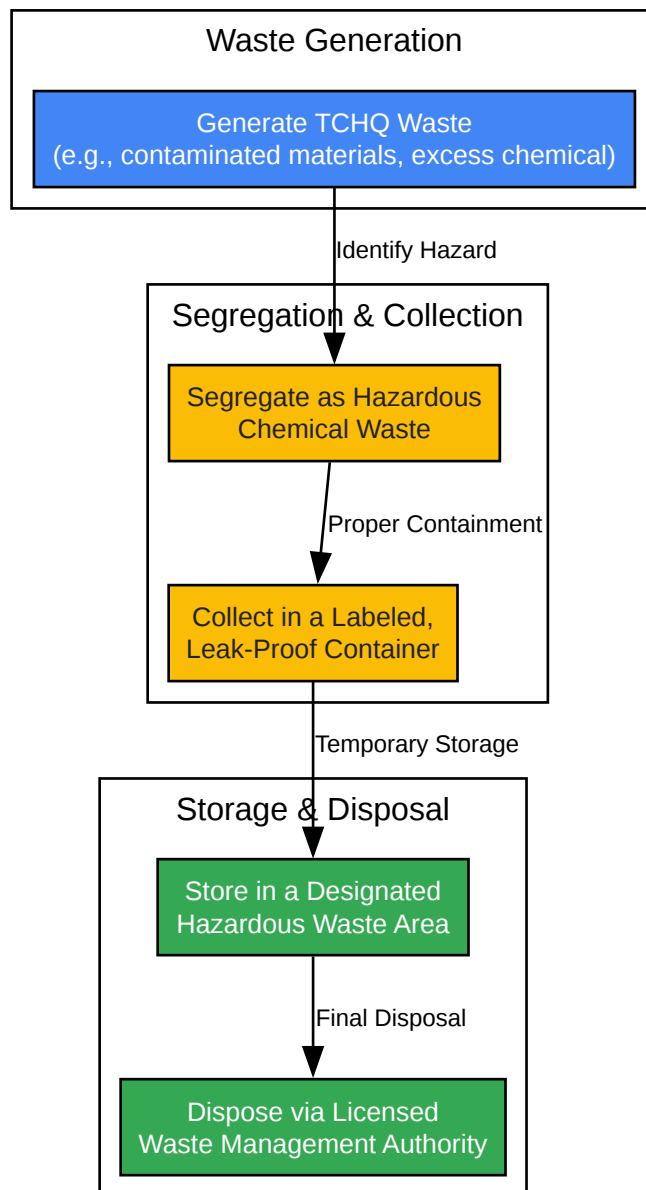 Waste Generation
Generate TCHQ Waste
(e.g., contaminated materials, excess chemical)
Identify Hazard
Segregation & Collection
Segregate as Hazardous
Chemical Waste
Proper Containment
Collect in a Labeled,
Leak-Proof Container
Temporary Storage
Storage & Disposal
Store in a Designated
Hazardous Waste Area
Final Disposal
Dispose via Licensed
Waste Management Authority